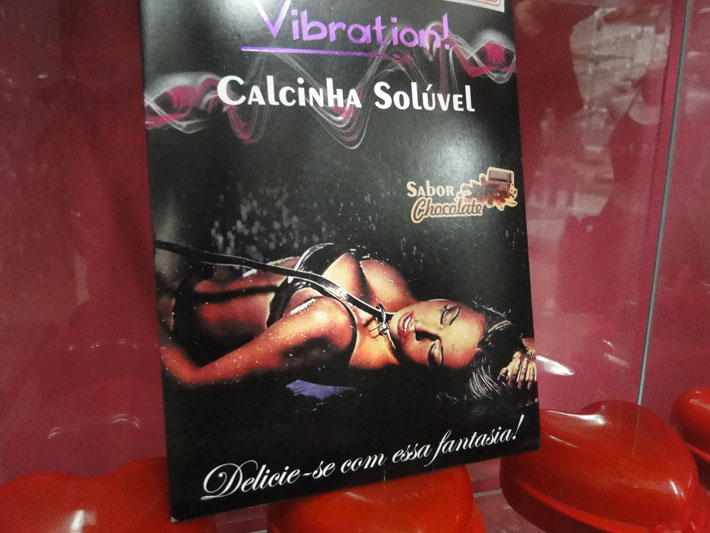 Vibration!
Calcinha Solúvel
Sabor
Chocolate
Delicie-se com essa fantasia!